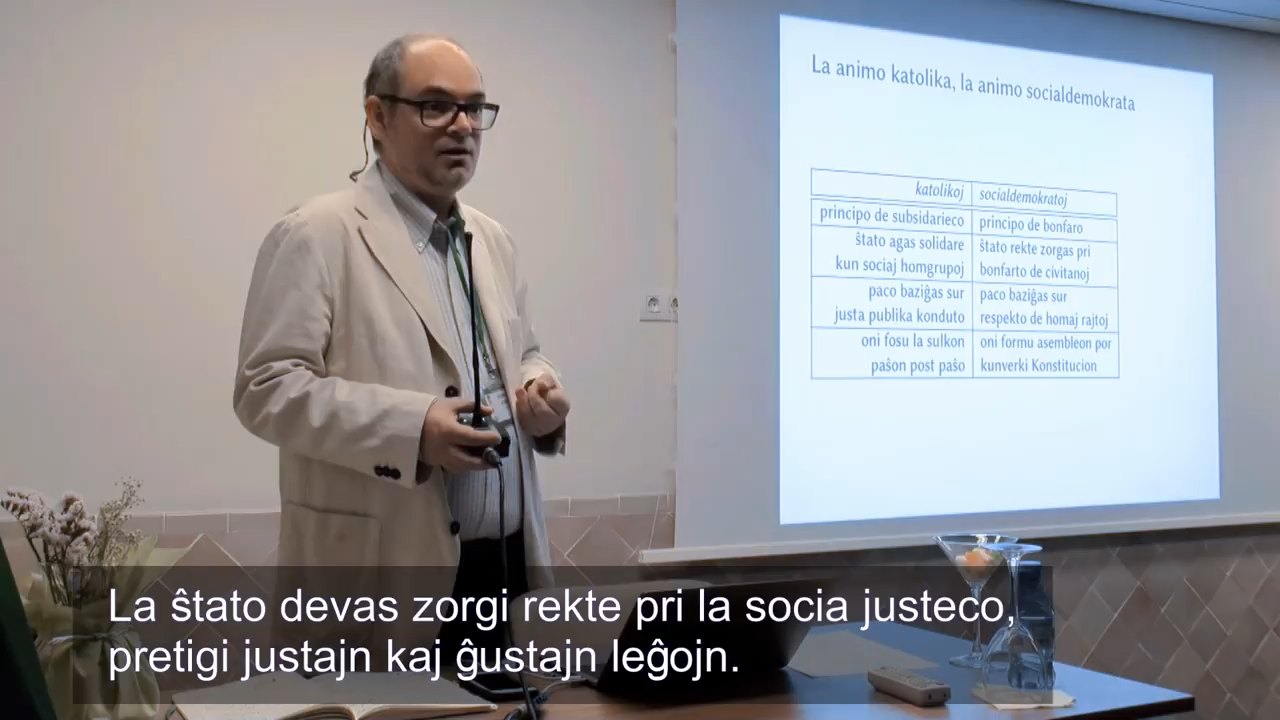 La animo katolika, la animo socialdemokrata
katolikoj socialdemokratoj
principo de subsidarieco principo de bonfaro
ŝtato agas solidare ŝtato rekte zorgas pri
kun sociaj homgrupoj bonfarto de civitanoj
paco baziĝas sur paco baziĝas sur
justa publika konduto respekto de homaj rajtoj
oni fosu la sulkon oni formu asembleon por
paŝon post paŝo kunverki Konstitucion
La ŝtato devas zorgi rekte pri la socia justeco,
pretigi justajn kaj ĝustajn leĝojn.